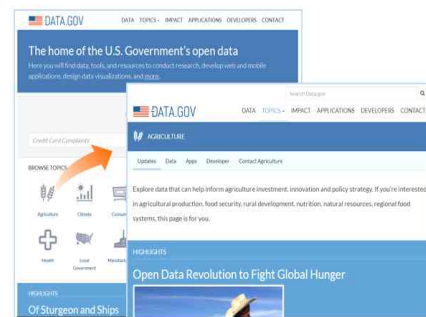 DATA.GOV
DATA TOPICS IMPACT APPLICATIONS DEVELOPERS CONTACT
The home of the U.S. Government's open data
Here you will find data, tools, and resources to conduct research, develop web and mobile
applications, design data visualizations, and more.
Credit Card Complaints
BROWSE TOPICS
Agriculture
Climate
Health
Local
Government
HIGHLIGHTS
Of Sturgeon and Ships
Search Data.gov
DATA.GOV
DATA TOPICS IMPACT APPLICATIONS DEVELOPERS CONTACT
AGRICULTURE
Updates Data Apps Developer Contact Agriculture
Explore data that can help inform agriculture investment, innovation and policy strategy. If you're interested
in agricultural production, food security, rural development, nutrition, natural resources, regional food
systems, this page is for you.
HIGHLIGHTS
Open Data Revolution to Fight Global Hunger